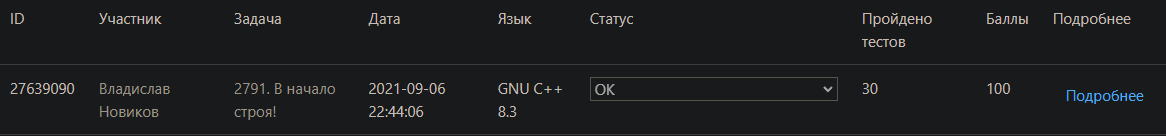 ID Участник Задача Дата Язык Статус Пройдено тестов Баллы Подробнее
27639090 Владислав Новиков 2791. В начало строя! 2021-09-06 22:44:06 GNU C++ 8.3 OK 30 100 Подробнее